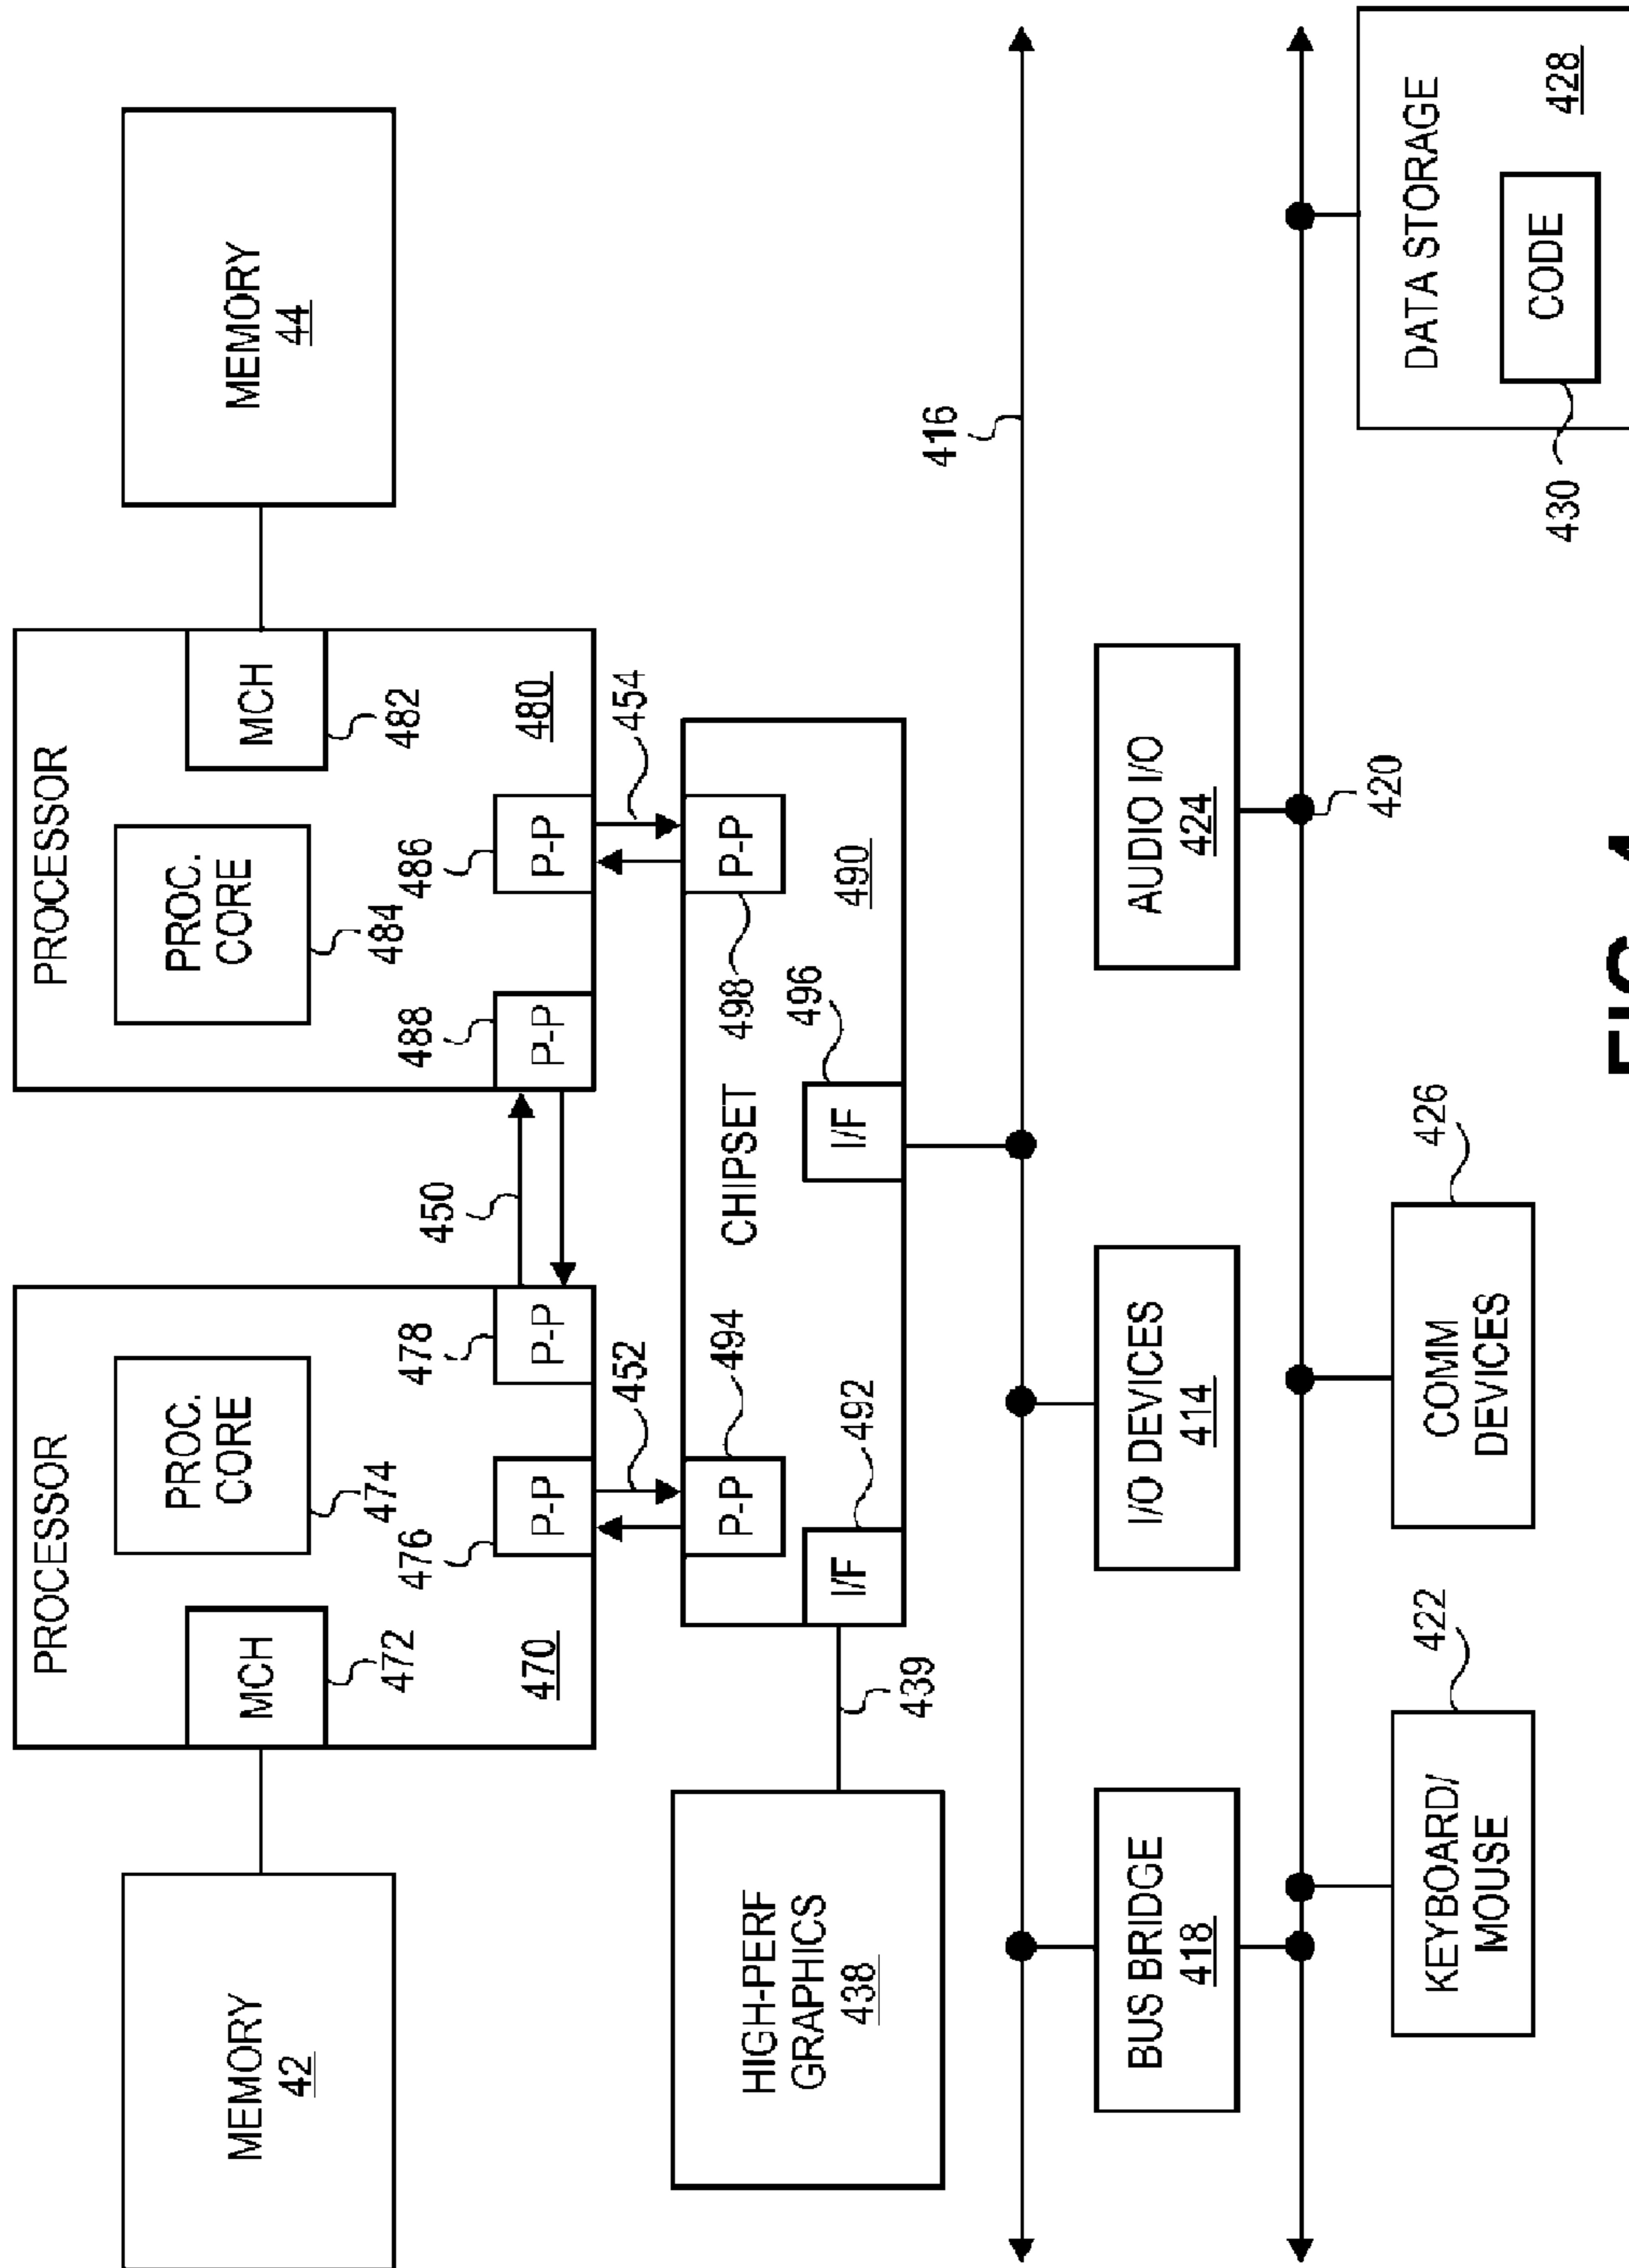 PROCESSOR
PROCESSOR
MEMORY
42
MCH
472
PROC.
CORE
474
476
P-P
478
P-P
470
450
488
P-P
PROC.
CORE
484
P-P
486
MCH
482
480
MEMORY
44
452
454
HIGH-PERF
GRAPHICS
438
439
I/F
492
P-P
494
CHIPSET
I/F
496
P-P
498
490
416
BUS BRIDGE
418
I/O DEVICES
414
AUDIO I/O
424
420
KEYBOARD/
MOUSE
422
COMM
DEVICES
426
DATA STORAGE
428
CODE
430